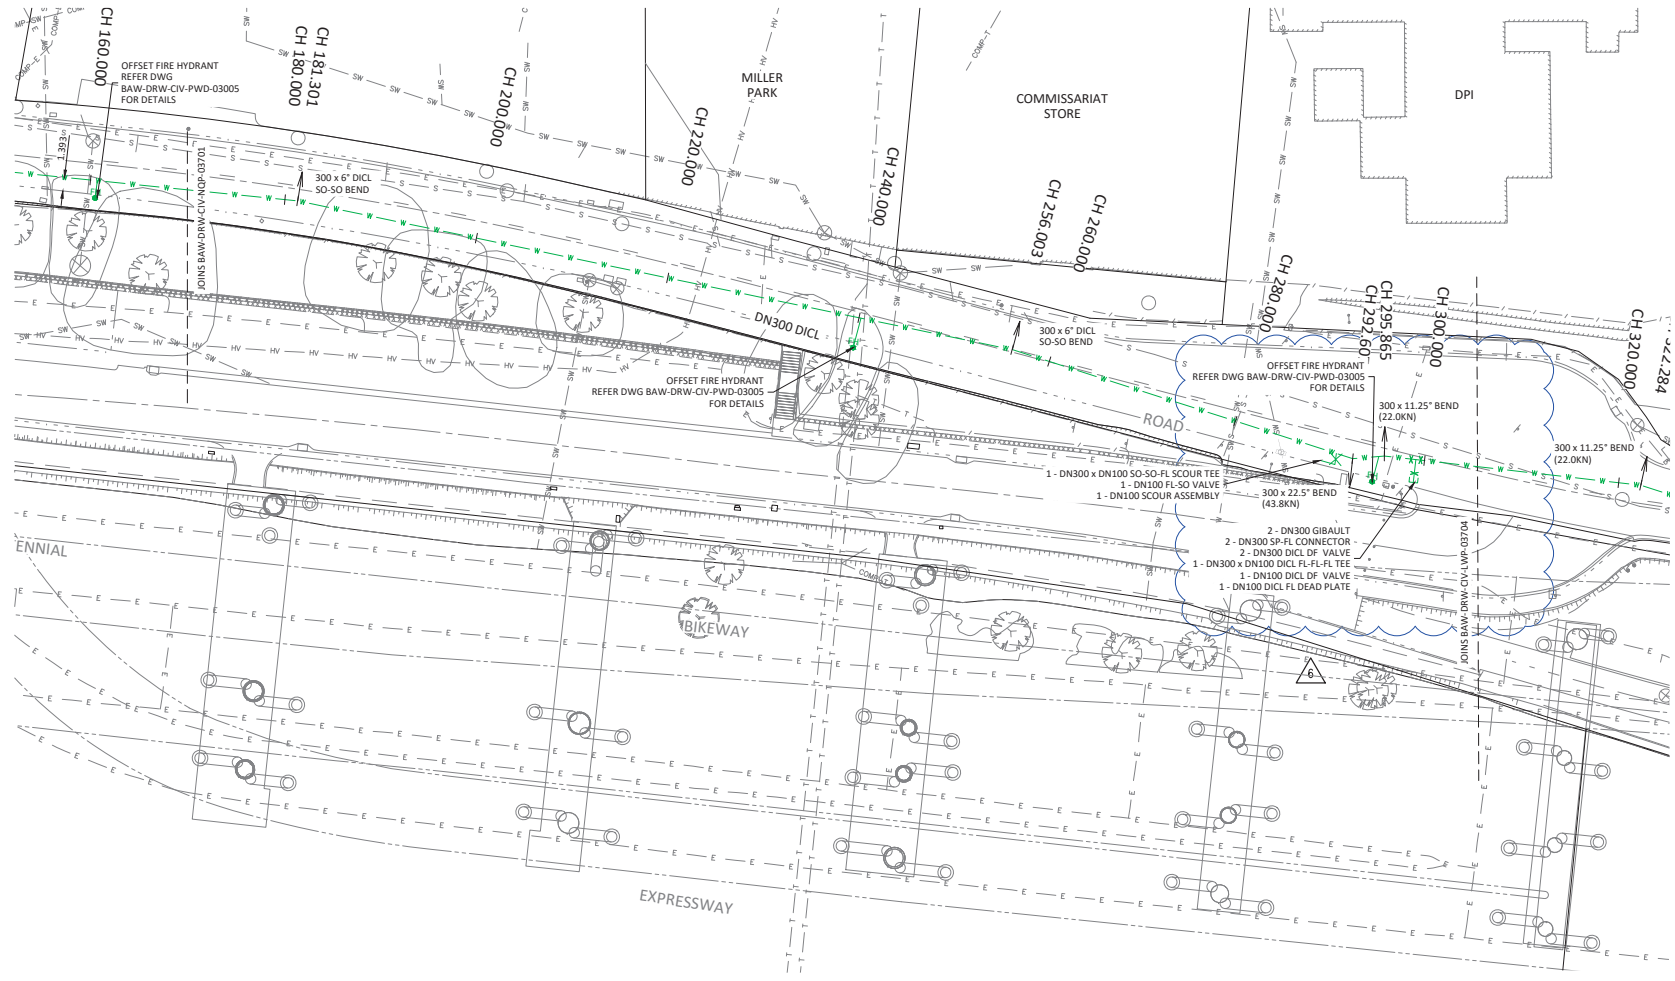 CH 160.000
OFFSET FIRE HYDRANT
REFER DWG
BAW-DRW-CIV-PWD-03005
FOR DETAILS
1.393
CH 181.301
CH 180.000
JOINS BAW-DRW-CIV-NQP-03701
300 x 6" DICL
SO-SO BEND
CH 200.000
CH 220.000
MILLER
PARK
CH 240.000
COMMISSARIAT
STORE
CH 256.003
CH 260.000
DPI
CH 280.000
CH 292.607
CH 295.865
CH 300.000
CH 320.000
322.284
DN300 DICL
300 x 6" DICL
SO-SO BEND
OFFSET FIRE HYDRANT
REFER DWG BAW-DRW-CIV-PWD-03005
FOR DETAILS
OFFSET FIRE HYDRANT
REFER DWG BAW-DRW-CIV-PWD-03005
FOR DETAILS
ROAD
300 x 11.25" BEND
(22.0KN)
300 x 11.25" BEND
(22.0KN)
1 - DN300 x DN100 SO-SO-FL SCOUR TEE
1 - DN100 FL-SO VALVE
1 - DN100 SCOUR ASSEMBLY
300 x 22.5" BEND
(43.8KN)
2 - DN300 GIBAULT
2 - DN300 SP-FL CONNECTOR
2 - DN300 DICL DF VALVE
1 - DN300 x DN100 DICL FL-FL-FL TEE
1 - DN100 DICL DF VALVE
1 - DN100 DICL FL DEAD PLATE
JOINS BAW-DRW-CIV-LWP-03704
ENNIAL
BIKEWAY
6
EXPRESSWAY
COMP-T
COMP-E